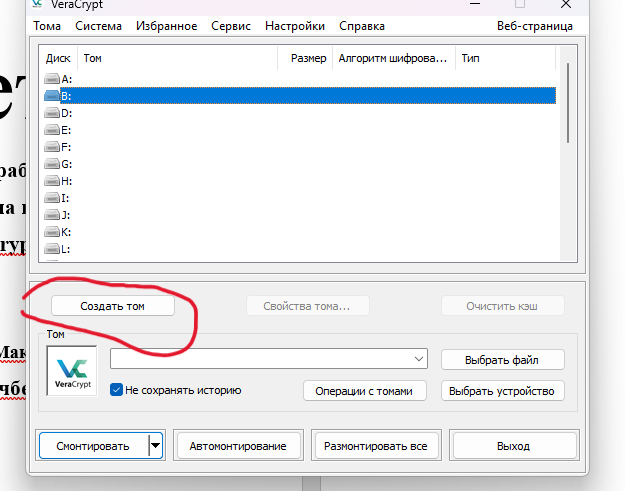 VeraCrypt
Тома Система Избранное Сервис Настройки Справка Веб-страница
Диск Том Размер Алгоритм шифрова... Тип
A:
B:
D:
E:
F:
G:
H:
I:
J:
K:
L:
Создать том Свойства тома... Очистить кэш
Том
VeraCrypt
Выбрать файл
Не сохранять историю Операции с томами Выбрать устройство
Смонтировать Автомонтирование Размонтировать все Выход